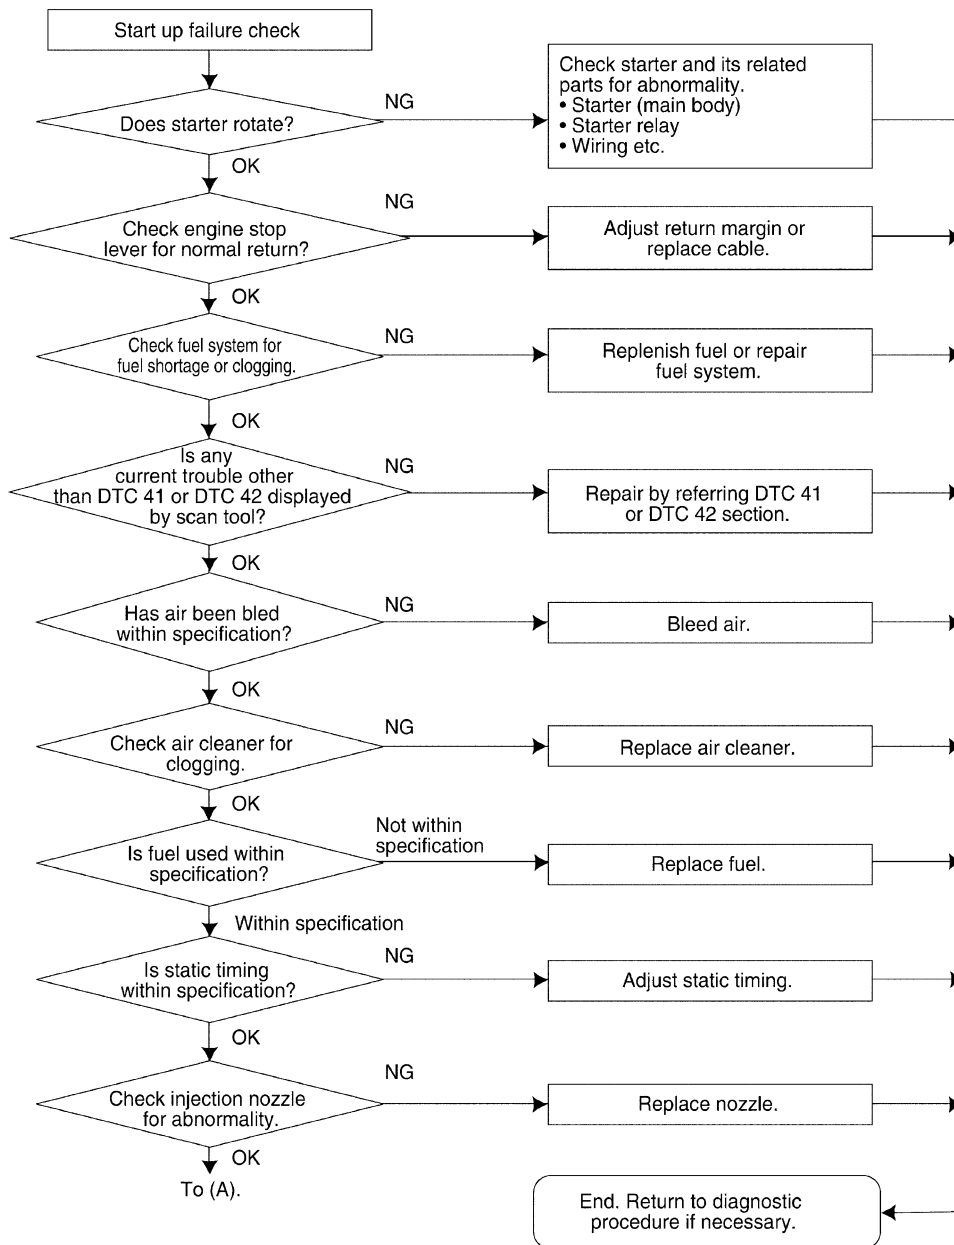 Start up failure check
Does starter rotate?
NG
Check starter and its related
parts for abnormality.
• Starter (main body)
• Starter relay
• Wiring etc.
OK
Check engine stop
lever for normal return?
NG
Adjust return margin or
replace cable.
OK
Check fuel system for
fuel shortage or clogging.
NG
Replenish fuel or repair
fuel system.
OK
Is any
current trouble other
than DTC 41 or DTC 42 displayed
by scan tool?
NG
Repair by referring DTC 41
or DTC 42 section.
OK
Has air been bled
within specification?
NG
Bleed air.
OK
Check air cleaner for
clogging.
NG
Replace air cleaner.
OK
Is fuel used within
specification?
Not within
specification
Replace fuel.
Within specification
Is static timing
within specification?
NG
Adjust static timing.
OK
Check injection nozzle
for abnormality.
NG
Replace nozzle.
OK
To (A).
End. Return to diagnostic
procedure if necessary.